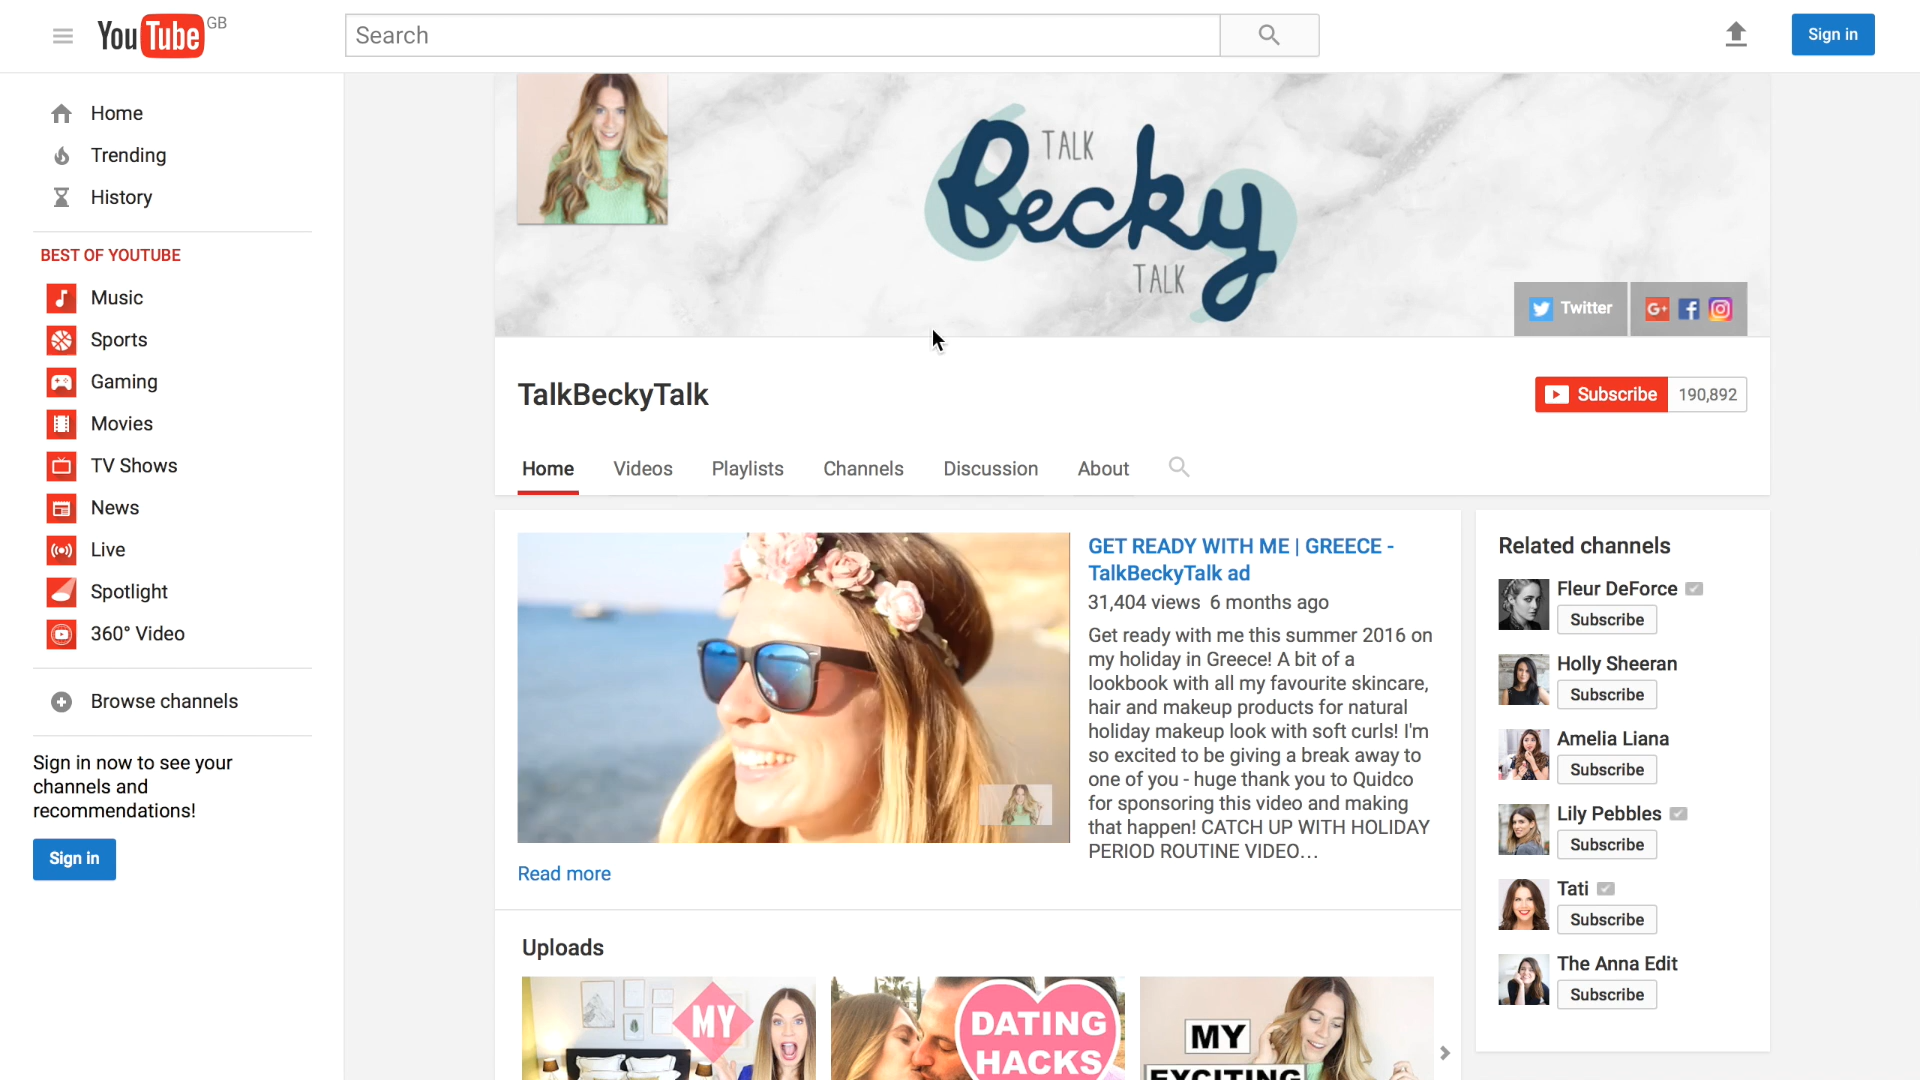 YouTube GB
Search
Sign in
Home
Trending
History
BEST OF YOUTUBE
Music
Sports
Gaming
Movies
TV Shows
News
Live
Spotlight
360° Video
Browse channels
Sign in now to see your
channels and
recommendations!
Sign in
TALK
Becky
TALK
Twitter
G+
TalkBeckyTalk
Subscribe 190,892
Home Videos Playlists Channels Discussion About
GET READY WITH ME | GREECE -
TalkBeckyTalk ad
31,404 views 6 months ago
Get ready with me this summer 2016 on
my holiday in Greece! A bit of a
lookbook with all my favourite skincare,
hair and makeup products for natural
holiday makeup look with soft curls! I'm
so excited to be giving a break away to
one of you - huge thank you to Quidco
for sponsoring this video and making
that happen! CATCH UP WITH HOLIDAY
PERIOD ROUTINE VIDEO...
Read more
Uploads
MY
DATING
HACKS
MY
EXCITING
Related channels
Fleur DeForce
Subscribe
Holly Sheeran
Subscribe
Amelia Liana
Subscribe
Lily Pebbles
Subscribe
Tati
Subscribe
The Anna Edit
Subscribe